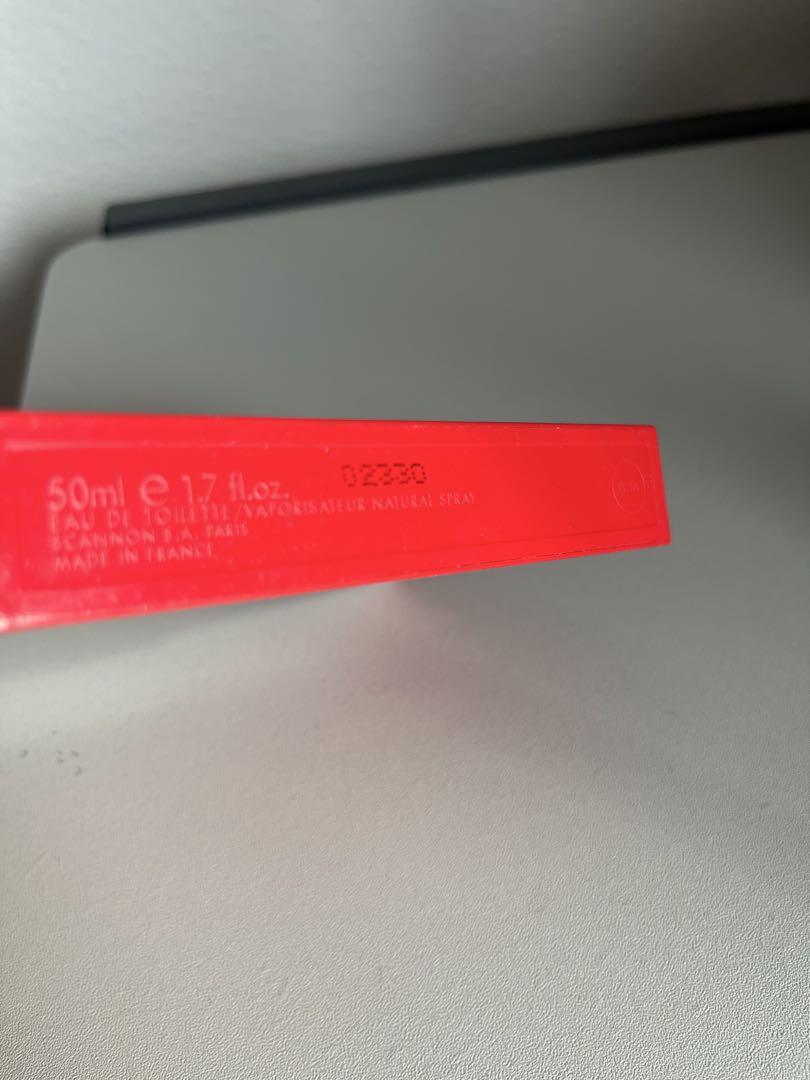 50ml e 1.7 fl.oz.
02330
EAU DE TOILETTE/VAPORISATEUR NATURAL SPRAY
SCANNON S.A. PARIS
MADE IN FRANCE